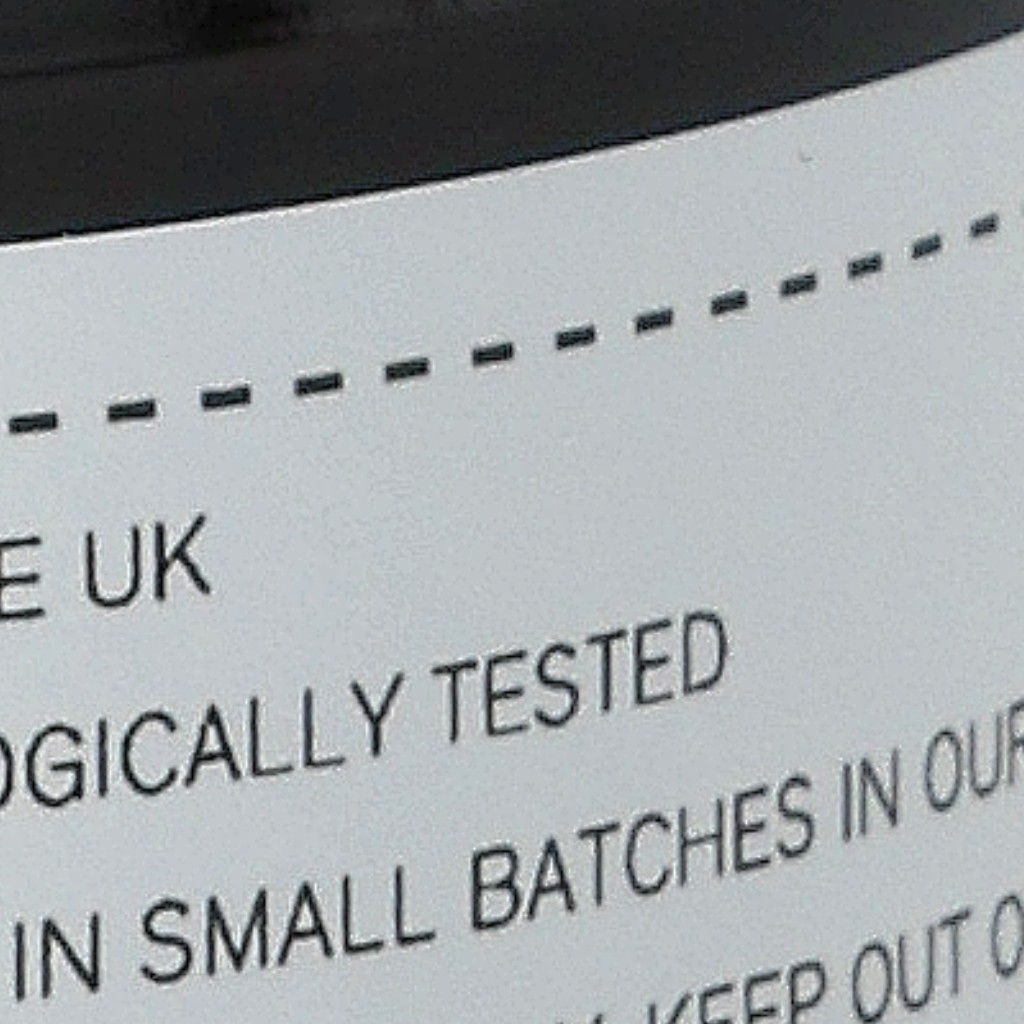 E UK
OGICALLY TESTED
IN SMALL BATCHES IN OUR
KEEP OUT O